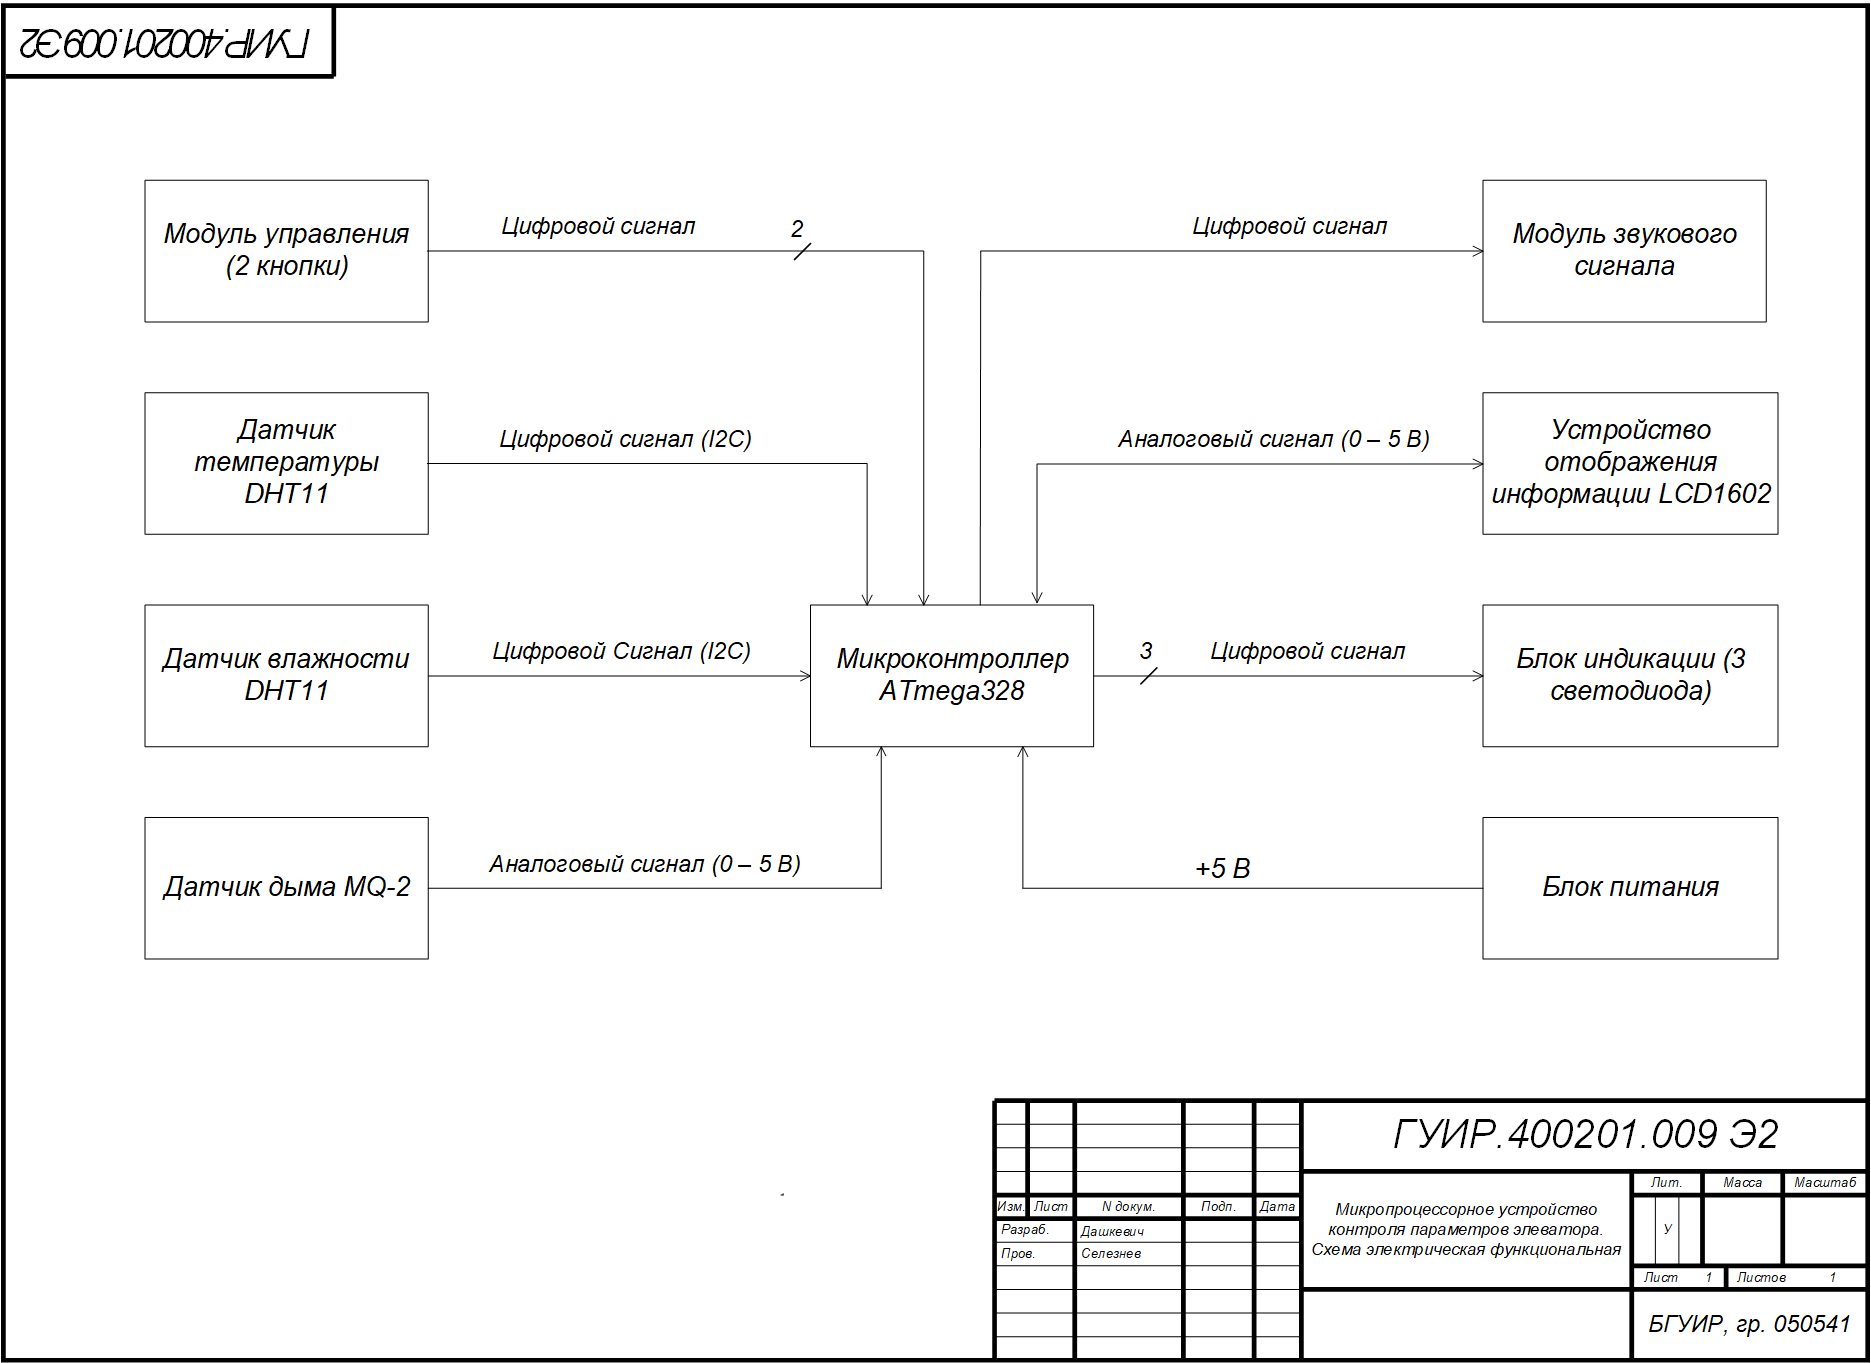 ГУИР.400201.009 Э2
Модуль управления
(2 кнопки)
Цифровой сигнал
2
Цифровой сигнал
Модуль звукового
сигнала
Датчик
температуры
DHT11
Цифровой сигнал (I2C)
Аналоговый сигнал (0 – 5 В)
Устройство
отображения
информации LCD1602
Датчик влажности
DHT11
Цифровой Сигнал (I2C)
Микроконтроллер
ATmega328
3
Цифровой сигнал
Блок индикации (3
светодиода)
Датчик дыма MQ-2
Аналоговый сигнал (0 – 5 В)
+5 В
Блок питания
ГУИР.400201.009 Э2
Изм. Лист N докум. Подп. Дата
Разраб. Дашкевич
Пров. Селезнев
Микропроцессорное устройство
контроля параметров элеватора.
Схема электрическая функциональная
Лит. Масса Масштаб
У
Лист 1 Листов 1
БГУИР, гр. 050541